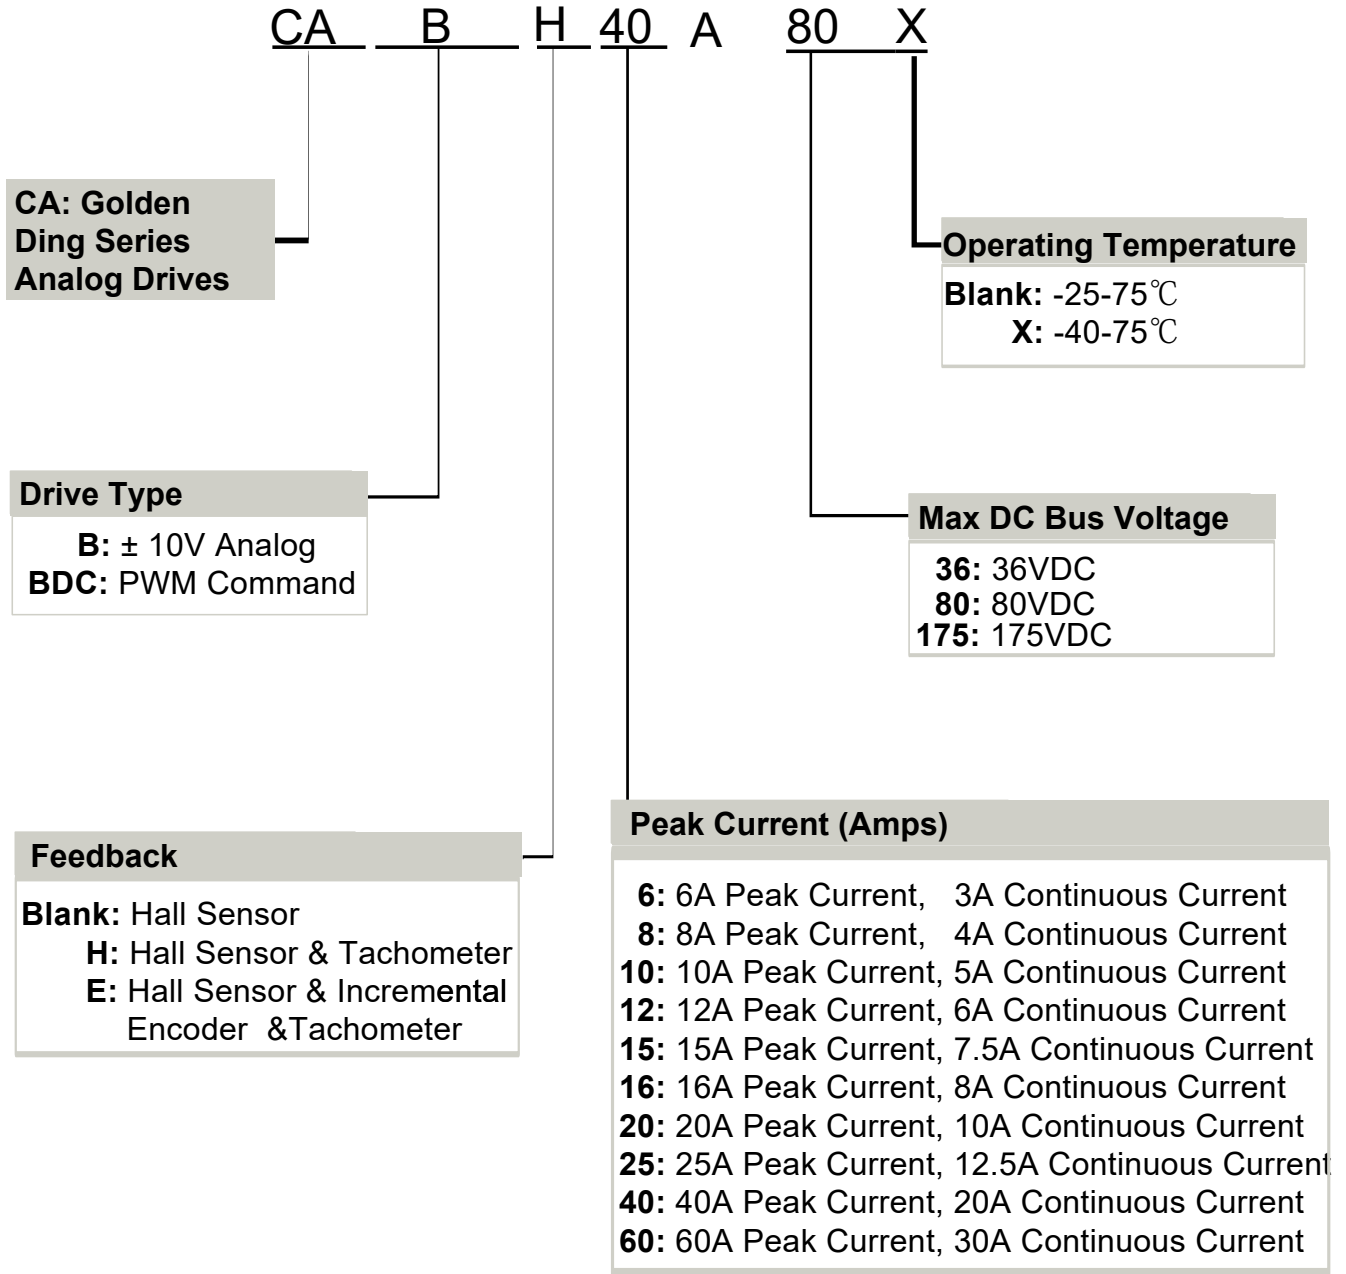 CA B H 40 A 80 X
CA: Golden
Ding Series
Analog Drives
Operating Temperature
Blank: -25-75℃
X: -40-75℃
Drive Type
B: ± 10V Analog
BDC: PWM Command
Max DC Bus Voltage
36: 36VDC
80: 80VDC
175: 175VDC
Feedback
Blank: Hall Sensor
H: Hall Sensor & Tachometer
E: Hall Sensor & Incremental
Encoder &Tachometer
Peak Current (Amps)
6: 6A Peak Current, 3A Continuous Current
8: 8A Peak Current, 4A Continuous Current
10: 10A Peak Current, 5A Continuous Current
12: 12A Peak Current, 6A Continuous Current
15: 15A Peak Current, 7.5A Continuous Current
16: 16A Peak Current, 8A Continuous Current
20: 20A Peak Current, 10A Continuous Current
25: 25A Peak Current, 12.5A Continuous Current
40: 40A Peak Current, 20A Continuous Current
60: 60A Peak Current, 30A Continuous Current